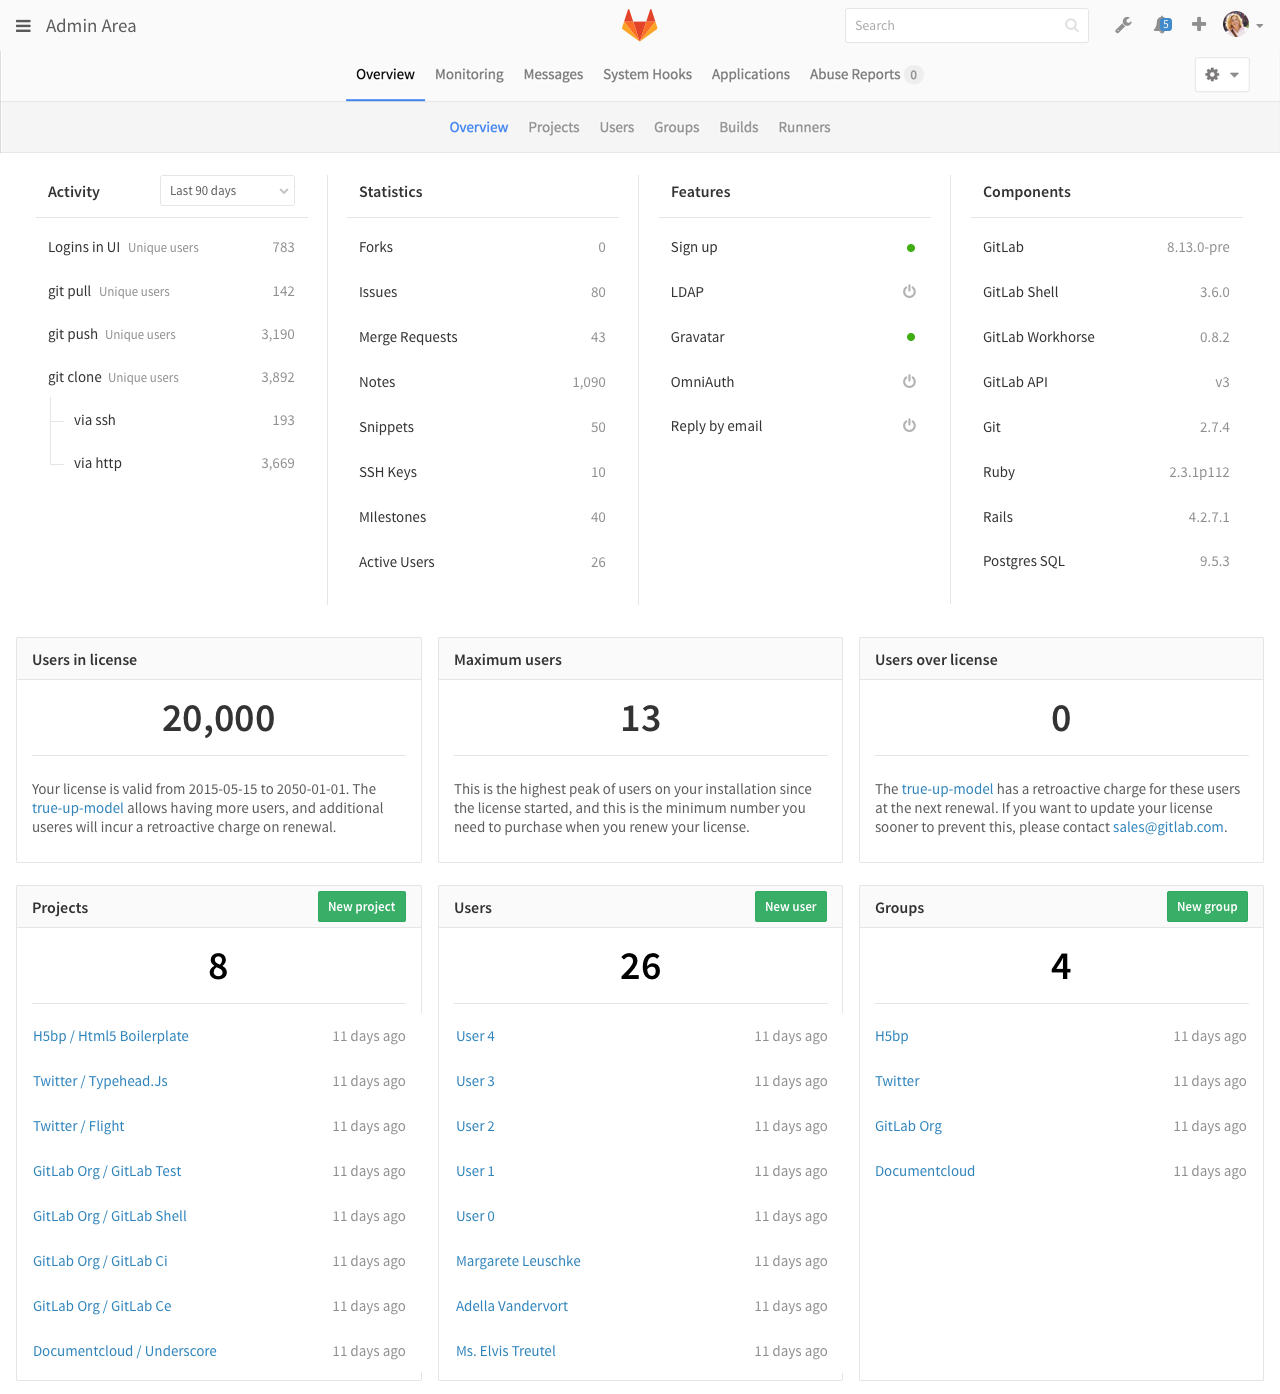 Admin Area
Search
5
Overview Monitoring Messages System Hooks Applications Abuse Reports 0
Overview Projects Users Groups Builds Runners
Activity
Last 90 days
Logins in UI Unique users 783
git pull Unique users 142
git push Unique users 3,190
git clone Unique users 3,892
via ssh 193
via http 3,669
Statistics
Forks 0
Issues 80
Merge Requests 43
Notes 1,090
Snippets 50
SSH Keys 10
MIlestones 40
Active Users 26
Features
Sign up
LDAP
Gravatar
OmniAuth
Reply by email
Components
GitLab 8.13.0-pre
GitLab Shell 3.6.0
GitLab Workhorse 0.8.2
GitLab API v3
Git 2.7.4
Ruby 2.3.1p112
Rails 4.2.7.1
Postgres SQL 9.5.3
Users in license
20,000
Your license is valid from 2015-05-15 to 2050-01-01. The
true-up-model allows having more users, and additional
useres will incur a retroactive charge on renewal.
Maximum users
13
This is the highest peak of users on your installation since
the license started, and this is the minimum number you
need to purchase when you renew your license.
Users over license
0
The true-up-model has a retroactive charge for these users
at the next renewal. If you want to update your license
sooner to prevent this, please contact sales@gitlab.com.
Projects New project
8
H5bp / Html5 Boilerplate 11 days ago
Twitter / Typehead.Js 11 days ago
Twitter / Flight 11 days ago
GitLab Org / GitLab Test 11 days ago
GitLab Org / GitLab Shell 11 days ago
GitLab Org / GitLab Ci 11 days ago
GitLab Org / GitLab Ce 11 days ago
Documentcloud / Underscore 11 days ago
Users New user
26
User 4 11 days ago
User 3 11 days ago
User 2 11 days ago
User 1 11 days ago
User 0 11 days ago
Margarete Leuschke 11 days ago
Adella Vandervort 11 days ago
Ms. Elvis Treutel 11 days ago
Groups New group
4
H5bp 11 days ago
Twitter 11 days ago
GitLab Org 11 days ago
Documentcloud 11 days ago